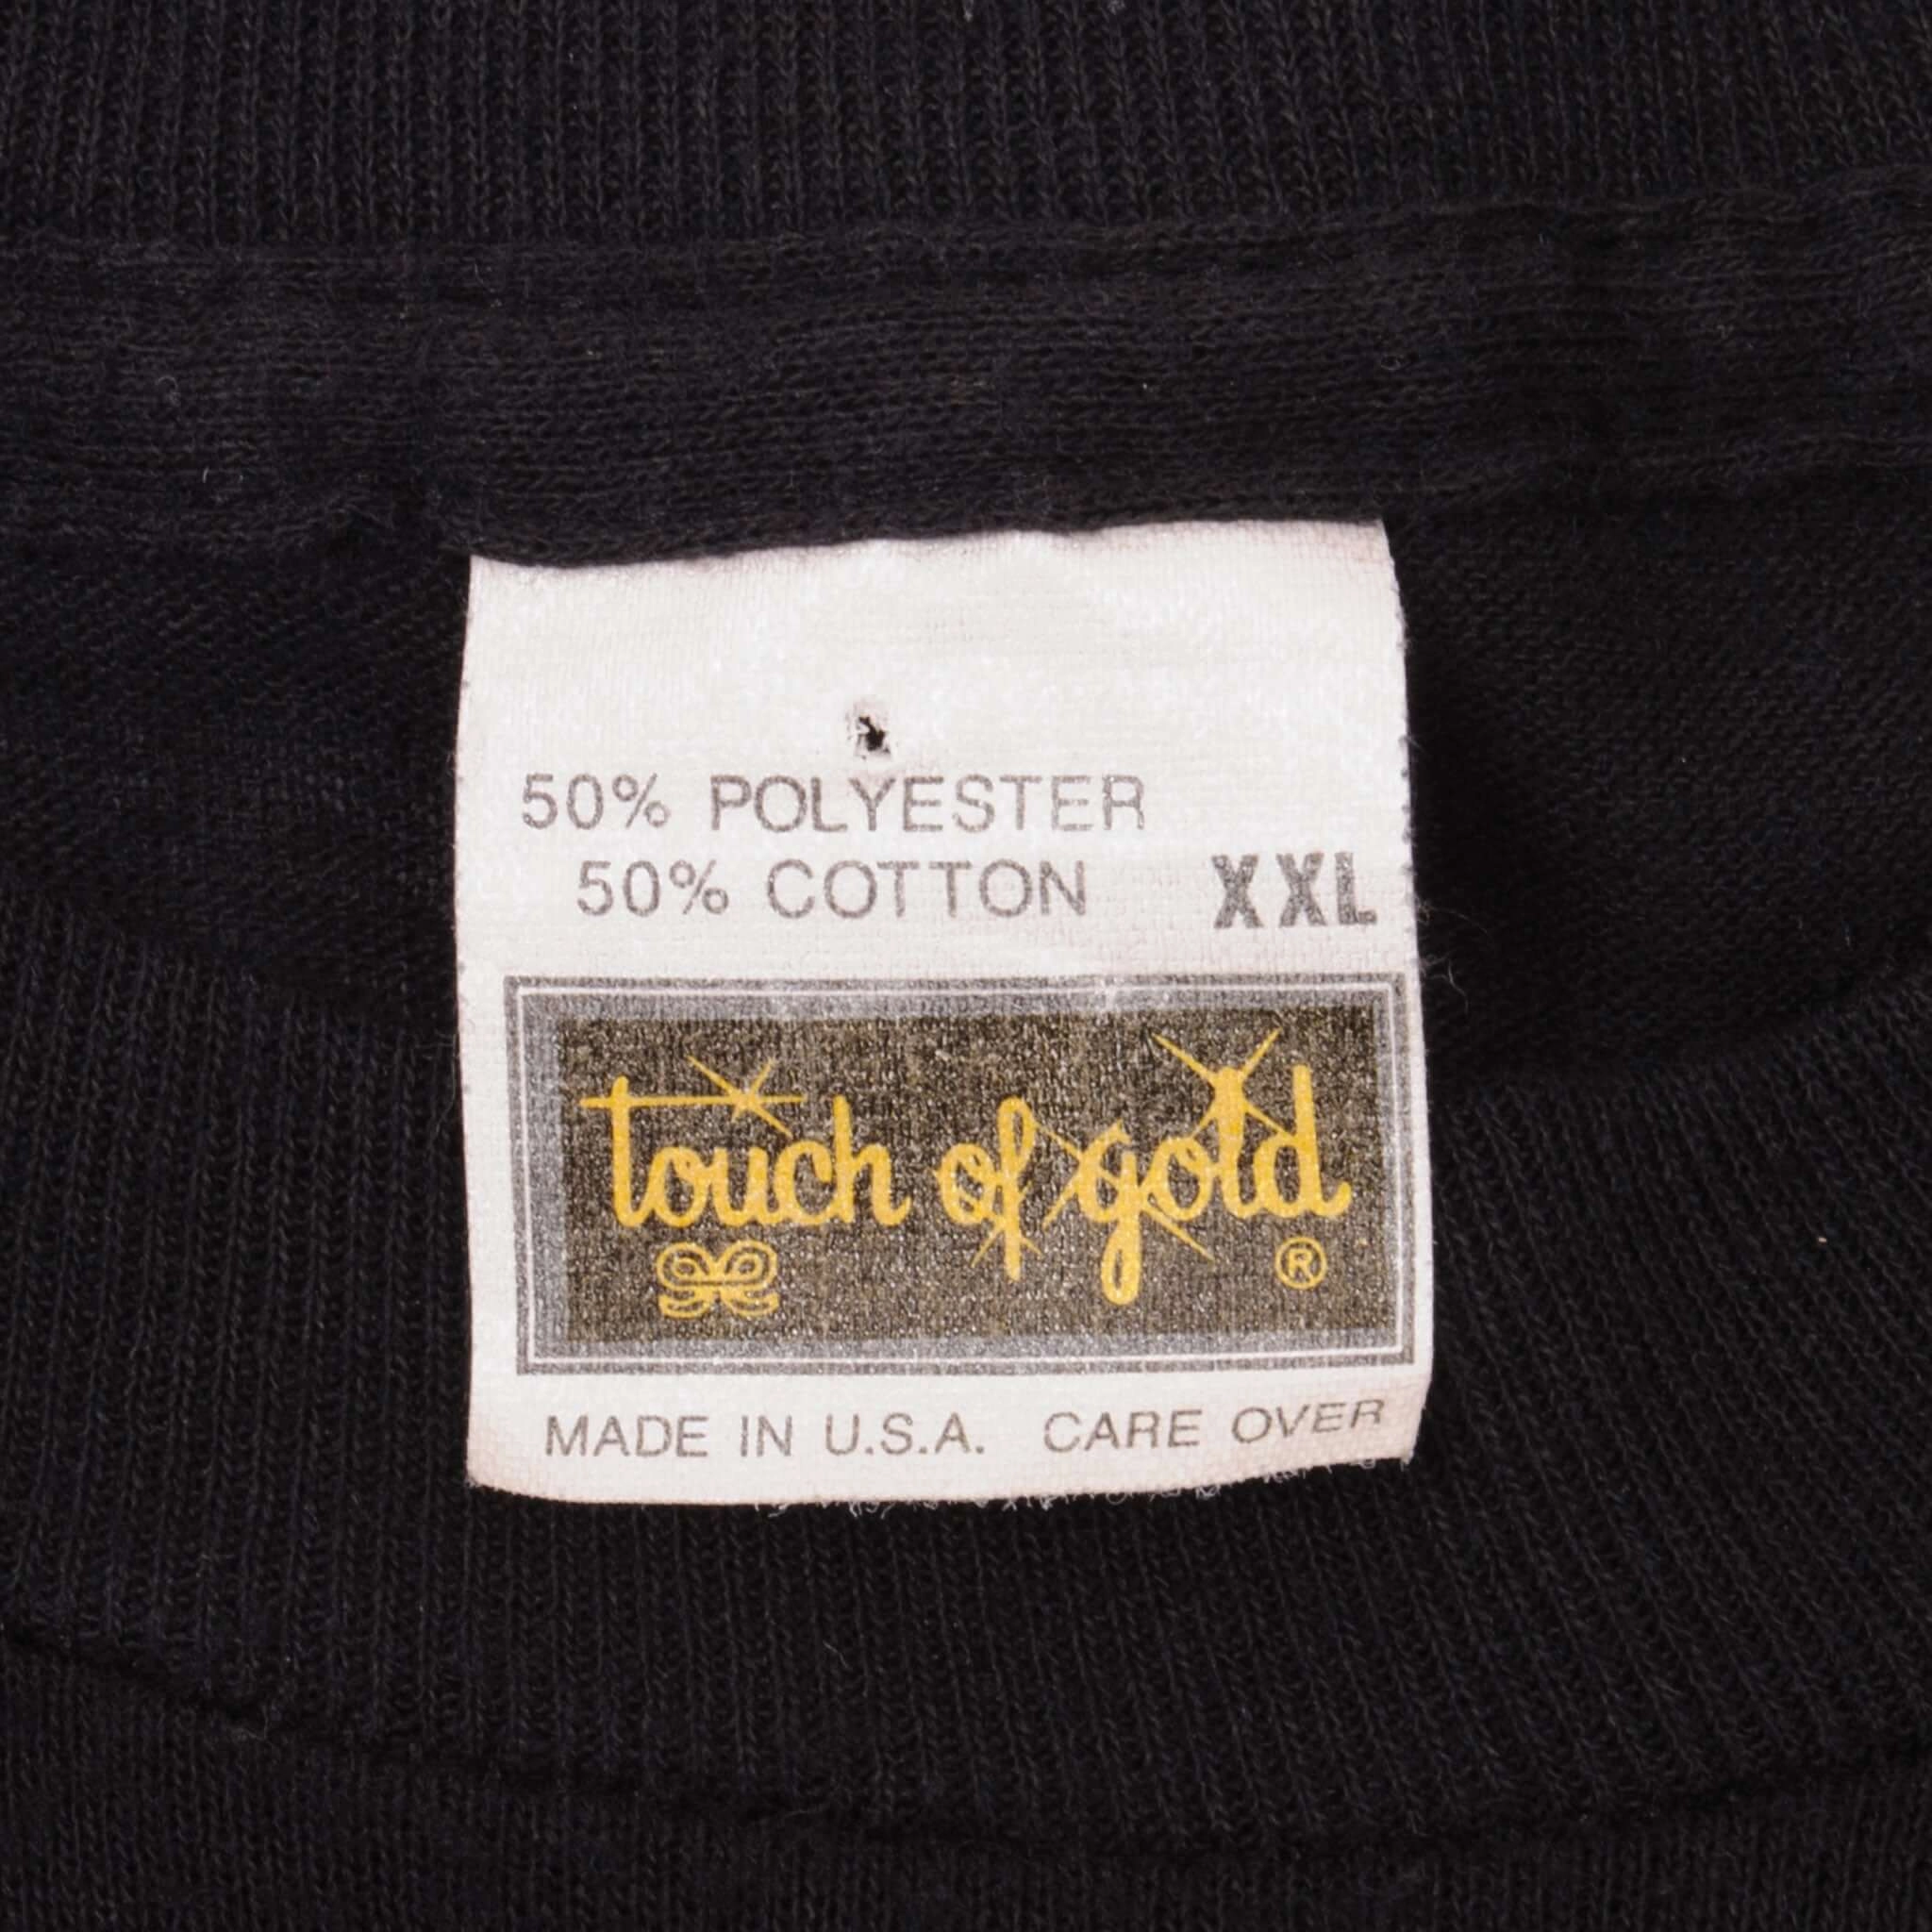 50% POLYESTER
50% COTTON XXL
touch of gold
®
MADE IN U.S.A. CARE OVER